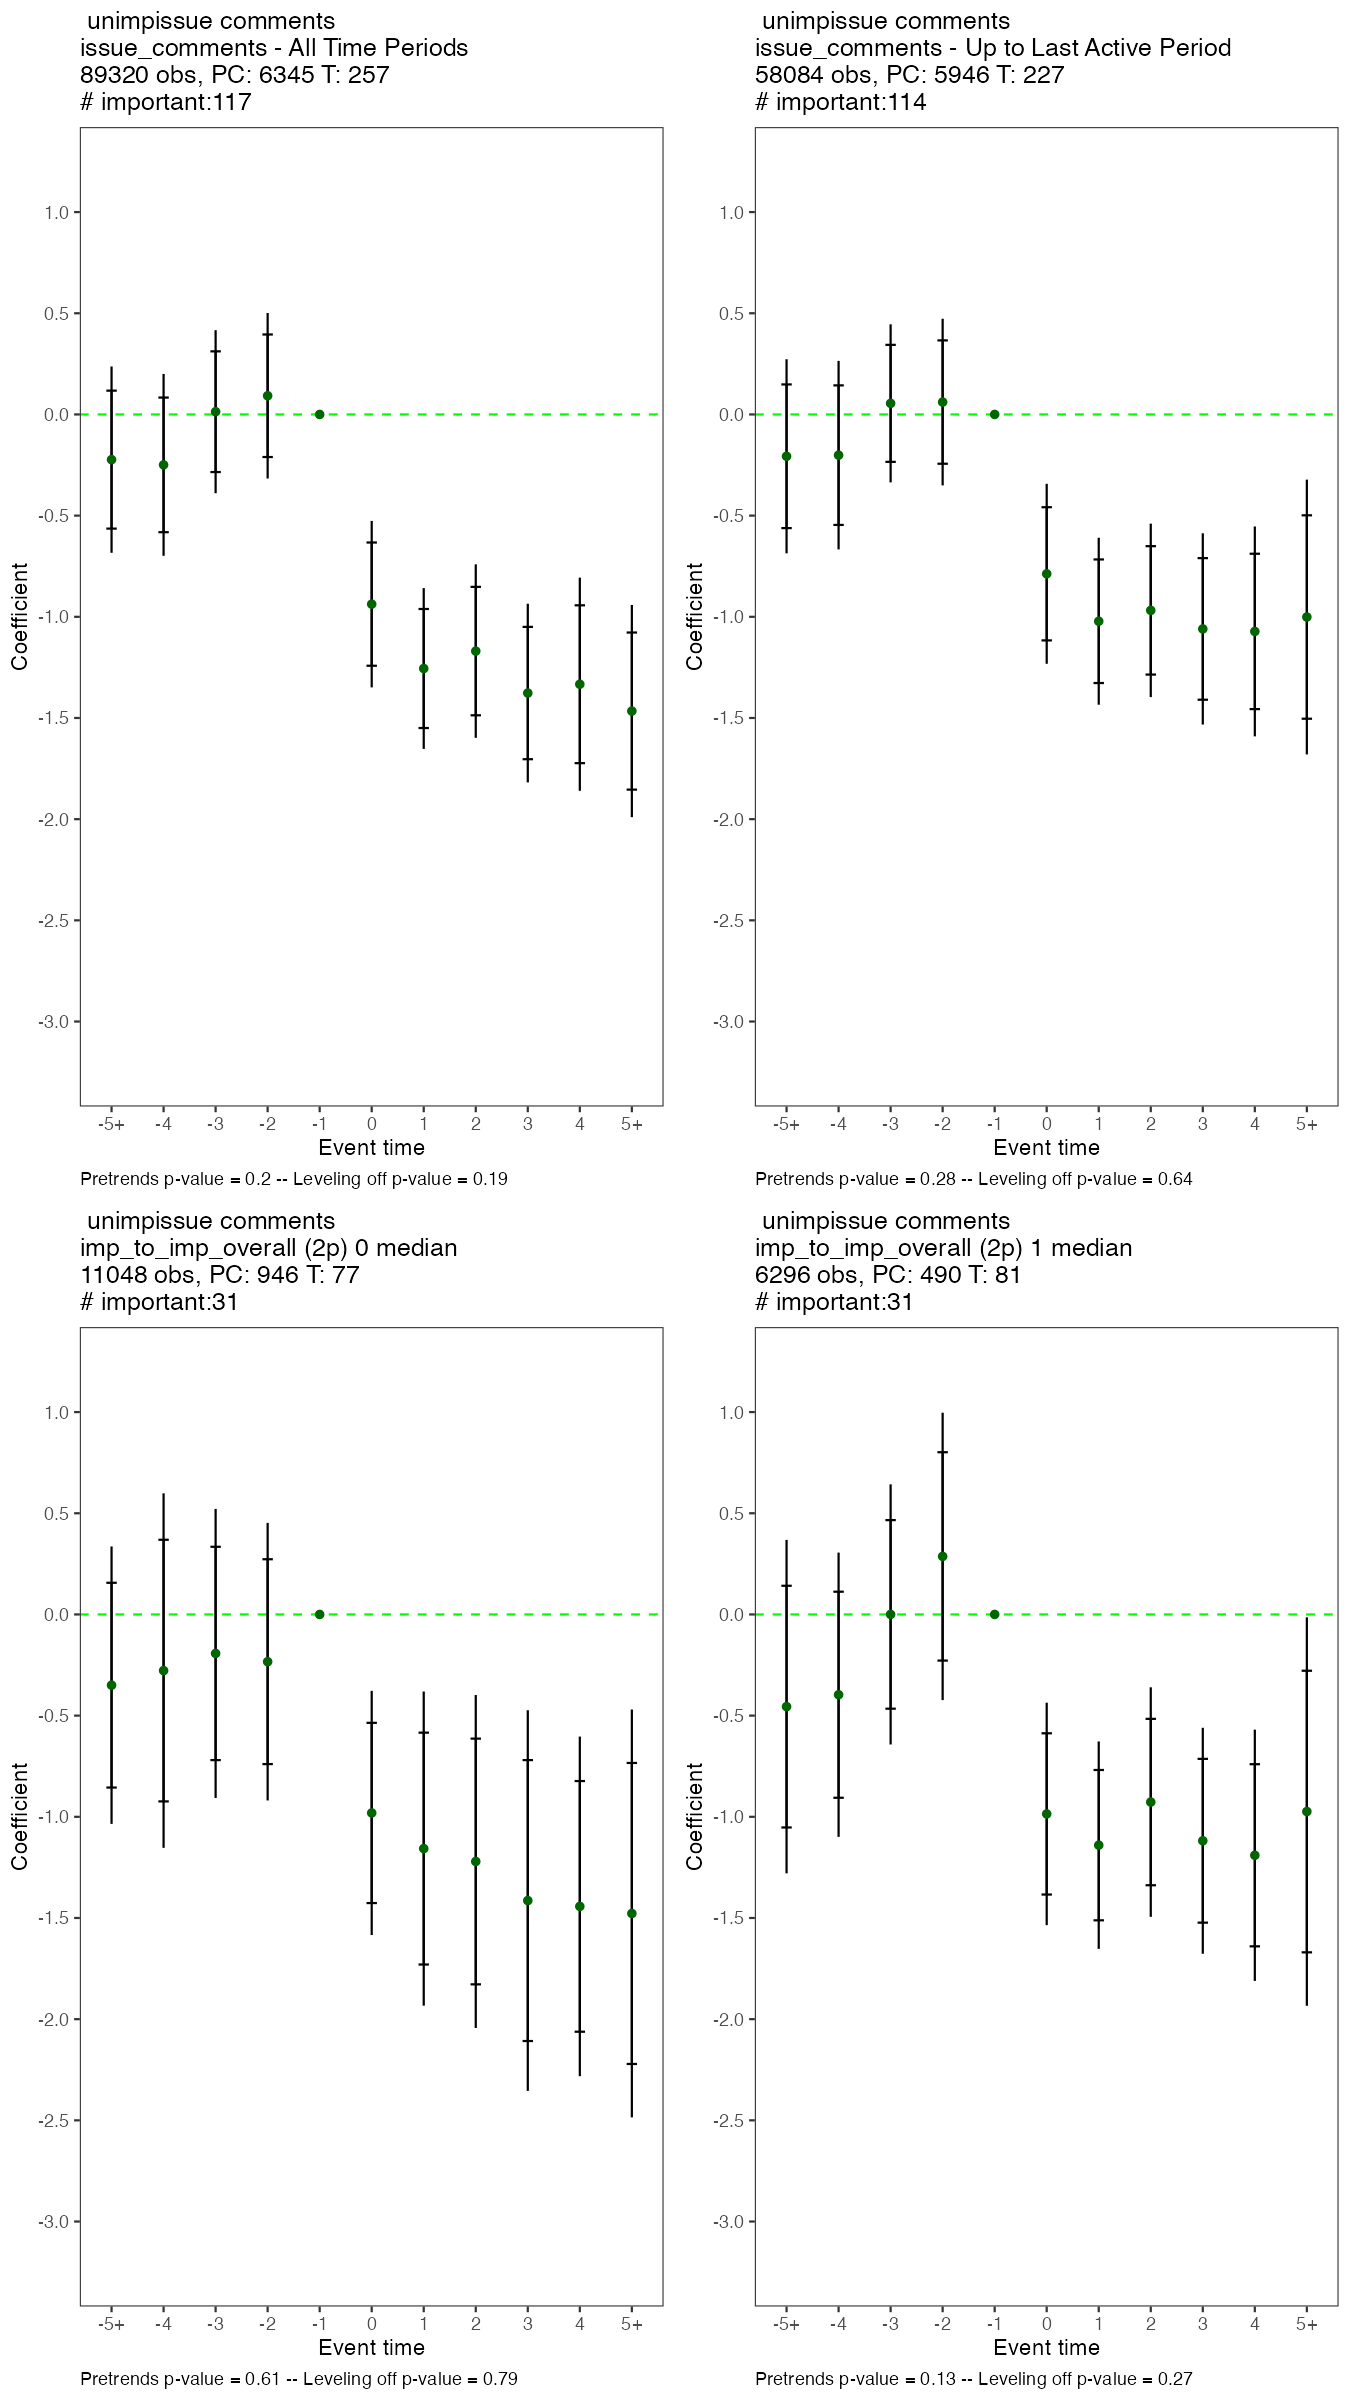 unimpissue comments
issue_comments - All Time Periods
89320 obs, PC: 6345 T: 257
# important:117
1.0
0.5
0.0
-0.5
-1.0
-1.5
-2.0
-2.5
-3.0
Coefficient
-5+ -4 -3 -2 -1 0 1 2 3 4 5+
Event time
Pretrends p-value = 0.2 -- Leveling off p-value = 0.19
unimpissue comments
issue_comments - Up to Last Active Period
58084 obs, PC: 5946 T: 227
# important:114
1.0
0.5
0.0
-0.5
-1.0
-1.5
-2.0
-2.5
-3.0
Coefficient
-5+ -4 -3 -2 -1 0 1 2 3 4 5+
Event time
Pretrends p-value = 0.28 -- Leveling off p-value = 0.64
unimpissue comments
imp_to_imp_overall (2p) 0 median
11048 obs, PC: 946 T: 77
# important:31
1.0
0.5
0.0
-0.5
-1.0
-1.5
-2.0
-2.5
-3.0
Coefficient
-5+ -4 -3 -2 -1 0 1 2 3 4 5+
Event time
Pretrends p-value = 0.61 -- Leveling off p-value = 0.79
unimpissue comments
imp_to_imp_overall (2p) 1 median
6296 obs, PC: 490 T: 81
# important:31
1.0
0.5
0.0
-0.5
-1.0
-1.5
-2.0
-2.5
-3.0
Coefficient
-5+ -4 -3 -2 -1 0 1 2 3 4 5+
Event time
Pretrends p-value = 0.13 -- Leveling off p-value = 0.27